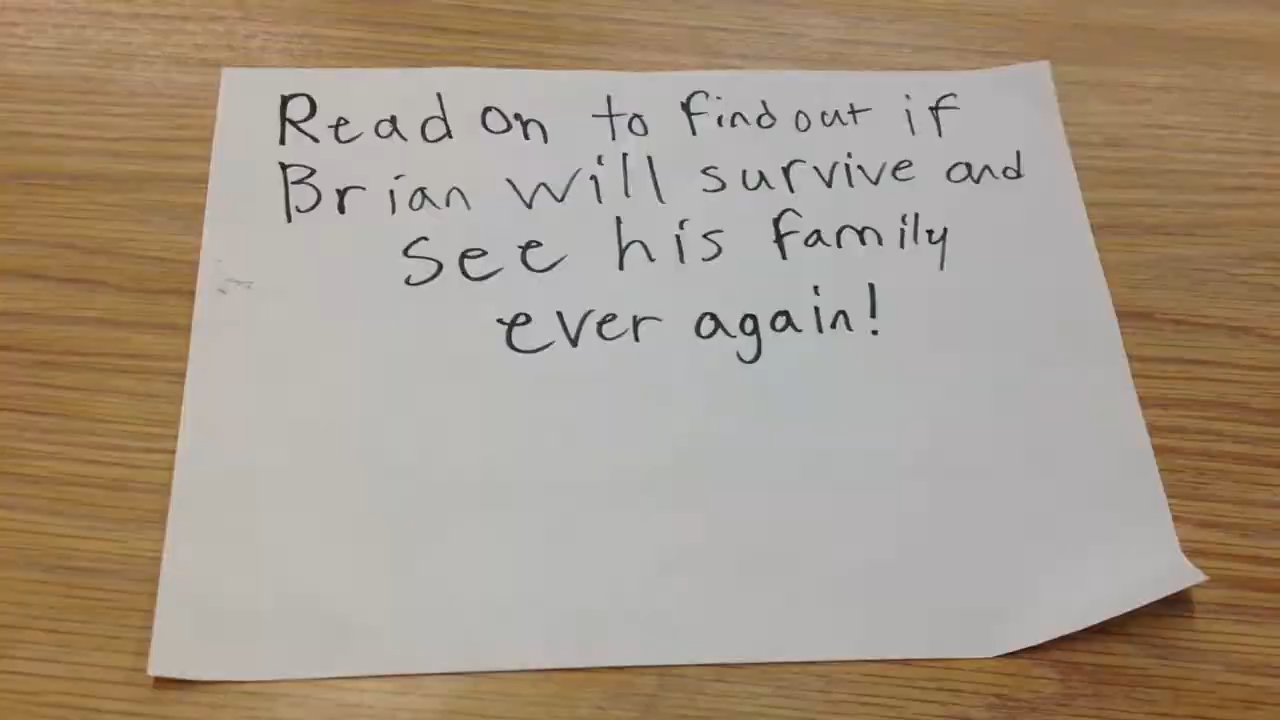 Read on to find out if
Brian will survive and
see his family
ever again!